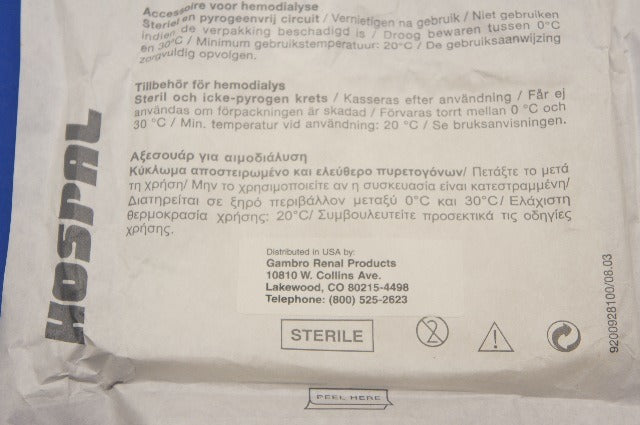 Accessoire voor hemodialyse
Steriel en pyrogeenvrij circuit / Vernietigen na gebruik / Niet gebruiken
indien de verpakking beschadigd is / Droog bewaren tussen 0°C
en 30°C / Minimum gebruikstemperatuur: 20°C / De gebruiksaanwijzing
zorgvuldig opvolgen.
Tillbehör för hemodialys
Steril och icke-pyrogen krets / Kasseras efter användning / Får ej
användas om förpackningen är skadad / Förvaras torrt mellan 0 °C och
30 °C / Min. temperatur vid användning: 20 °C / Se bruksanvisningen.
Αξεσουάρ για αιμοδιάλυση
Κύκλωμα αποστειρωμένο και ελεύθερο πυρετογόνων/ Πετάξτε το μετά
τη χρήση/ Μην το χρησιμοποιείτε αν η συσκευασία είναι κατεστραμμένη/
Διατηρείται σε ξηρό περιβάλλον μεταξύ 0°C και 30°C/ Ελάχιστη
θερμοκρασία χρήσης: 20°C/ Συμβουλευτείτε προσεκτικά τις οδηγίες
χρήσης.
HOSPAL
Distributed in USA by:
Gambro Renal Products
10810 W. Collins Ave.
Lakewood, CO 80215-4498
Telephone: (800) 525-2623
STERILE
2
9200928100/08.03
PEEL HERE